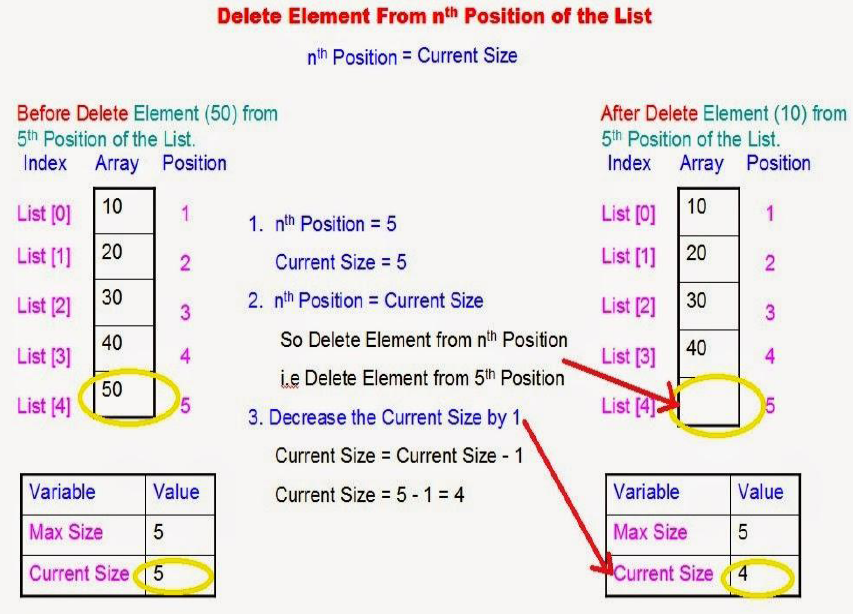 Delete Element From nth Position of the List
nth Position = Current Size
Before Delete Element (50) from
5th Position of the List.
Index Array Position
List [0] 10 1
List [1] 20 2
List [2] 30 3
List [3] 40 4
List [4] 50 5
Variable Value
Max Size 5
Current Size 5
1. nth Position = 5
Current Size = 5
2. nth Position = Current Size
So Delete Element from nth Position
i.e Delete Element from 5th Position
3. Decrease the Current Size by 1
Current Size = Current Size - 1
Current Size = 5 - 1 = 4
After Delete Element (10) from
5th Position of the List.
Index Array Position
List [0] 10 1
List [1] 20 2
List [2] 30 3
List [3] 40 4
List [4] 5
Variable Value
Max Size 5
Current Size 4